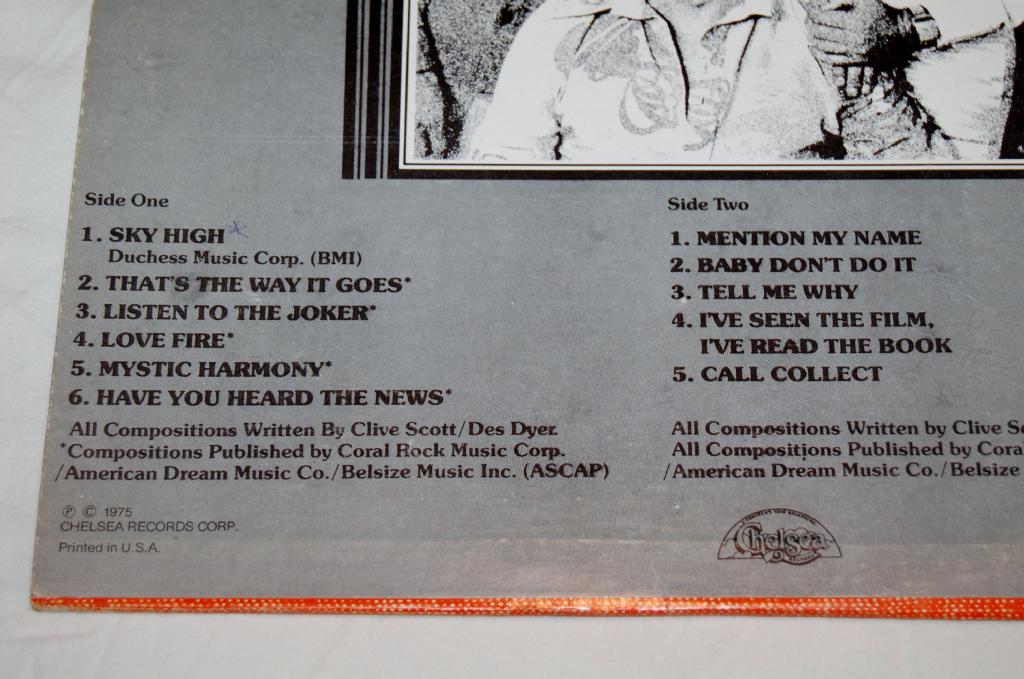 Side One
1. SKY HIGH*
Duchess Music Corp. (BMI)
2. THAT'S THE WAY IT GOES*
3. LISTEN TO THE JOKER*
4. LOVE FIRE*
5. MYSTIC HARMONY*
6. HAVE YOU HEARD THE NEWS*
All Compositions Written By Clive Scott/Des Dyer.
*Compositions Published by Coral Rock Music Corp.
/American Dream Music Co./Belsize Music Inc. (ASCAP)
Side Two
1. MENTION MY NAME
2. BABY DON'T DO IT
3. TELL ME WHY
4. I'VE SEEN THE FILM,
I'VE READ THE BOOK
5. CALL COLLECT
All Compositions Written by Clive Sc
All Compositions Published by Cora
/American Dream Music Co./Belsize
Ⓟ © 1975
CHELSEA RECORDS CORP.
Printed in U.S.A.
Chelsea
RECORDS